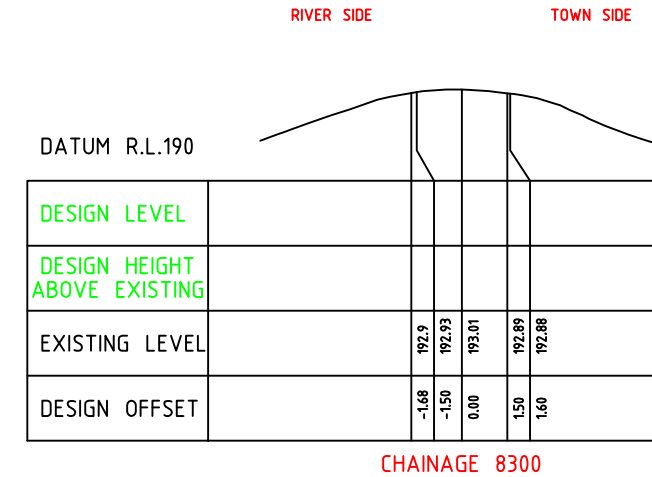 RIVER SIDE TOWN SIDE
DATUM R.L.190
DESIGN LEVEL
DESIGN HEIGHT
ABOVE EXISTING
EXISTING LEVEL 192.9 192.93 193.01 192.89 192.88
DESIGN OFFSET -1.68 -1.50 0.00 1.50 1.60
CHAINAGE 8300